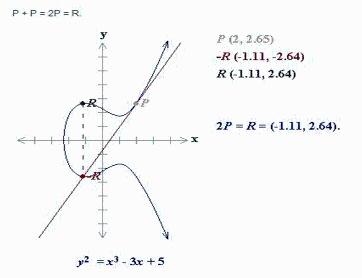 P + P = 2P = R.
y
P (2, 2.65)
-R (-1.11, -2.64)
R (-1.11, 2.64)
R
P
x
2P = R = (-1.11, 2.64).
-R
y² = x³ - 3x + 5